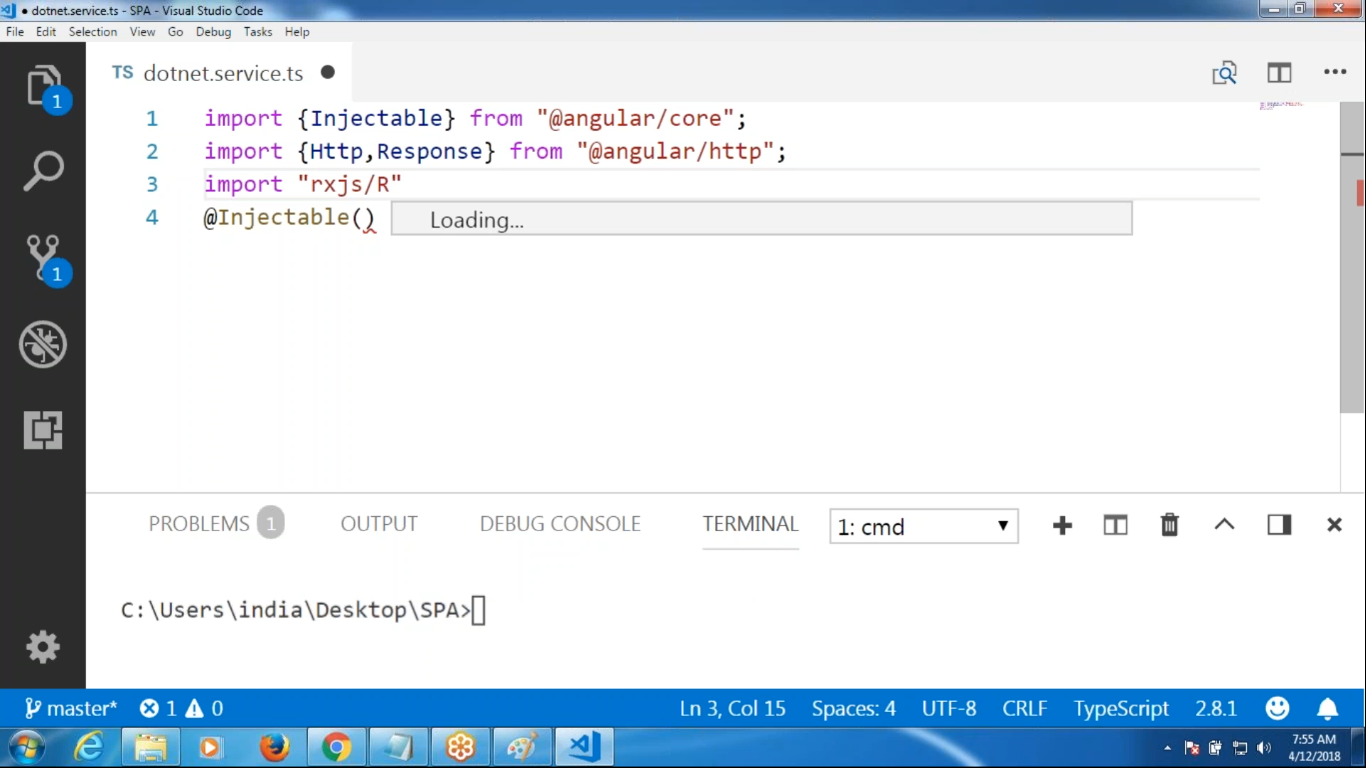 ● dotnet.service.ts - SPA - Visual Studio Code
File Edit Selection View Go Debug Tasks Help
1
TS dotnet.service.ts ●
1 import {Injectable} from "@angular/core";
2 import {Http,Response} from "@angular/http";
3 import "rxjs/R"
4 @Injectable()
Loading...
1
PROBLEMS 1 OUTPUT DEBUG CONSOLE TERMINAL 1: cmd
C:\Users\india\Desktop\SPA>
master* 1 0 Ln 3, Col 15 Spaces: 4 UTF-8 CRLF TypeScript 2.8.1
7:55 AM
4/12/2018